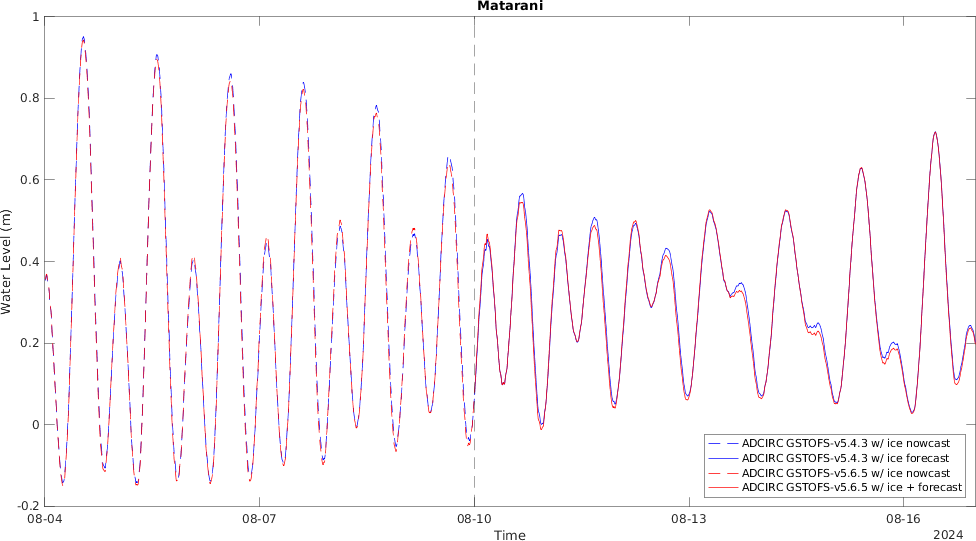 Matarani
1
0.8
0.6
0.4
0.2
0
-0.2
Water Level (m)
ADCIRC GSTOFS-v5.4.3 w/ ice nowcast
ADCIRC GSTOFS-v5.4.3 w/ ice forecast
ADCIRC GSTOFS-v5.6.5 w/ ice nowcast
ADCIRC GSTOFS-v5.6.5 w/ ice + forecast
08-04 08-07 08-10 08-13 08-16
Time
2024